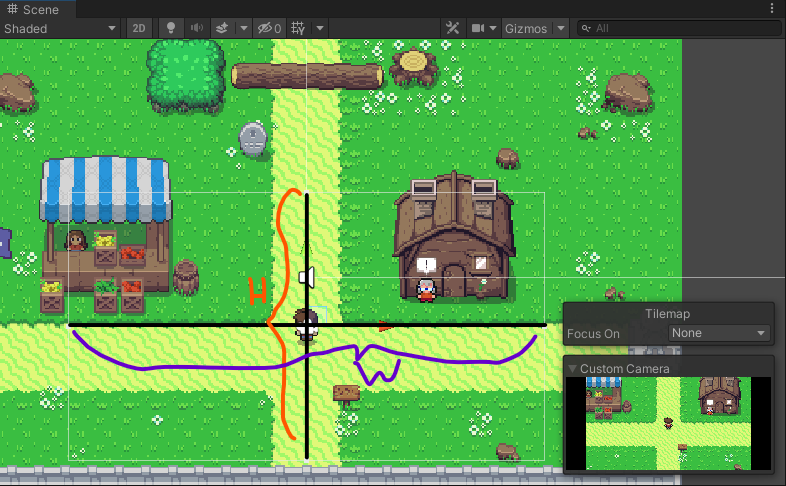 Scene
Shaded
2D
0
Gizmos
All
H
W
!
Tilemap
Focus On
None
Custom Camera